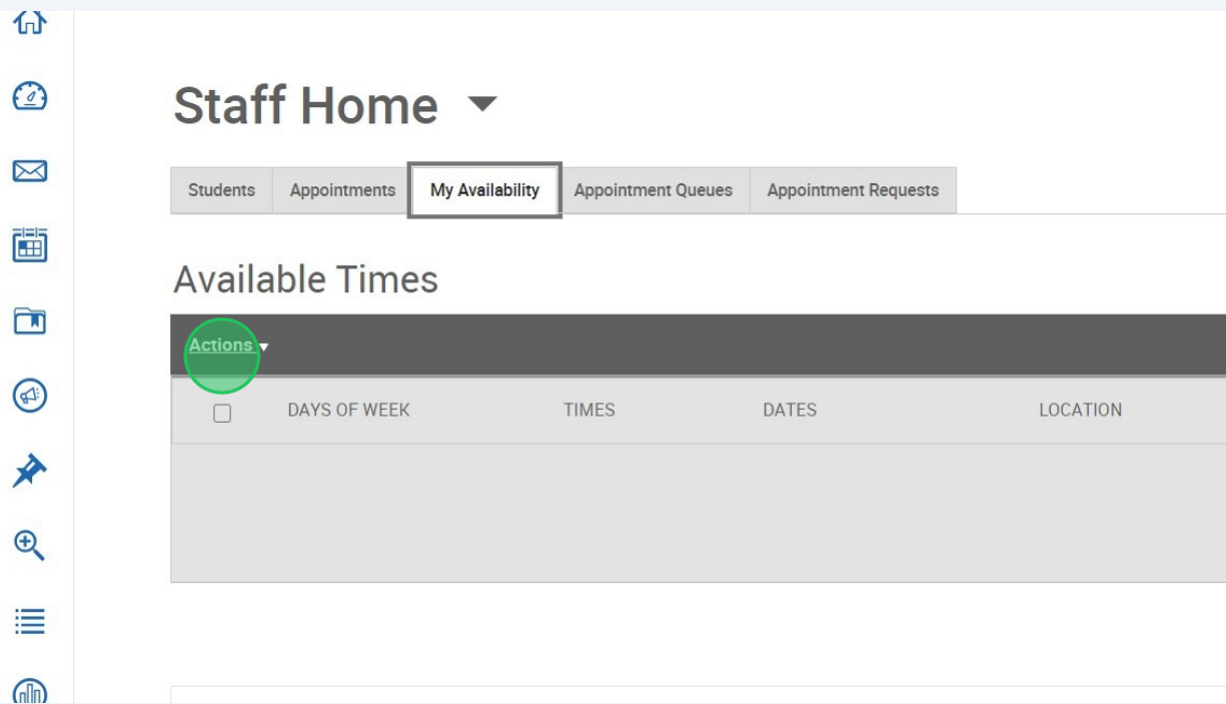 Staff Home
Students Appointments My Availability Appointment Queues Appointment Requests
Available Times
Actions
DAYS OF WEEK TIMES DATES LOCATION